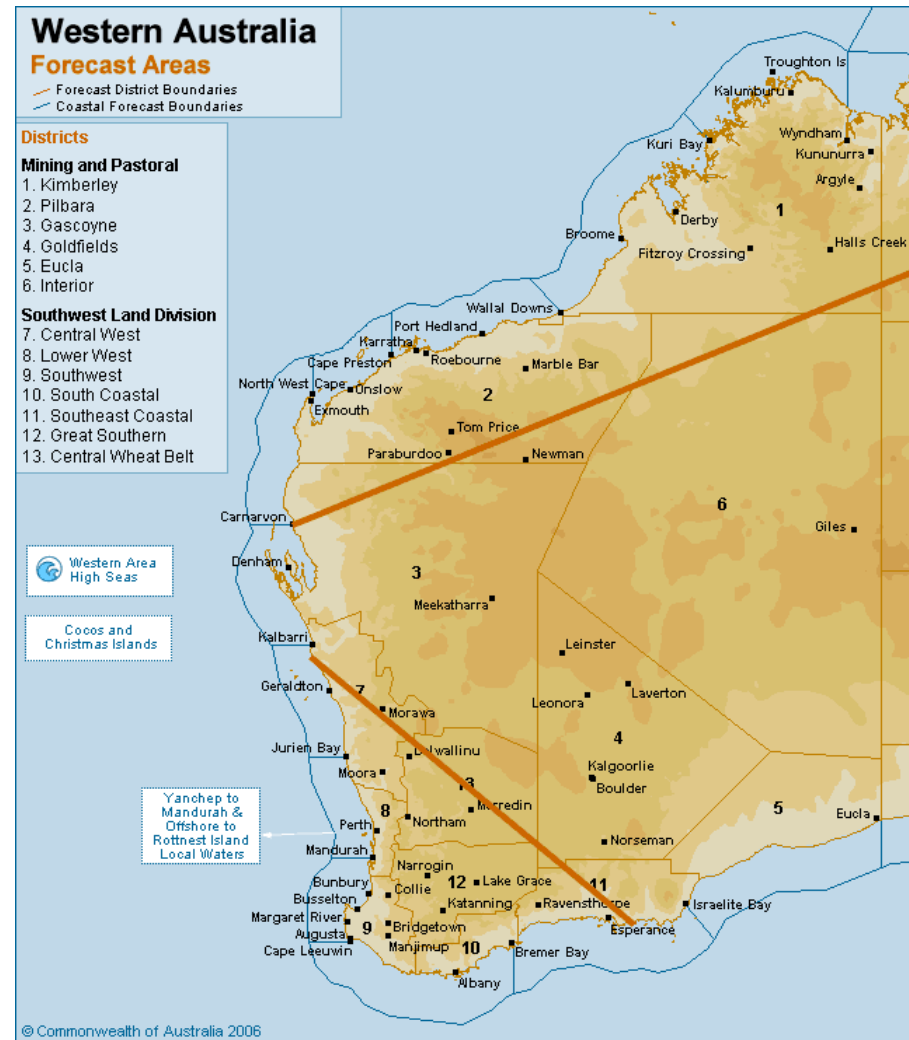 Western Australia
Forecast Areas
Forecast District Boundaries
Coastal Forecast Boundaries
Districts
Mining and Pastoral
1. Kimberley
2. Pilbara
3. Gascoyne
4. Goldfields
5. Eucla
6. Interior
Southwest Land Division
7. Central West
8. Lower West
9. Southwest
10. South Coastal
11. Southeast Coastal
12. Great Southern
13. Central Wheat Belt
Troughton Is
Kalumburu
Wyndham
Kuri Bay
Kununurra
Argyle
1
Derby
Broome
Halls Creek
Fitzroy Crossing
Wallal Downs
Port Hedland
Karratha
Roebourne
Cape Preston
Marble Bar
North West Cape
Onslow
2
Exmouth
Tom Price
Paraburdoo
Newman
6
Carnarvon
Giles
Denham
Western Area
High Seas
3
Meekatharra
Cocos and
Christmas Islands
Kalbarri
Leinster
Geraldton
7
Laverton
Leonora
Morawa
4
Jurien Bay
Dalwallinu
Moora
Kalgoorlie
Boulder
13
Yanchep to
Mandurah &
Offshore to
Rottnest Island
Local Waters
Merredin
5
8
Northam
Eucla
Perth
Norseman
Mandurah
Narrogin
Bunbury
12
Lake Grace
11
Collie
Busselton
Katanning
Ravensthorpe
Israelite Bay
Margaret River
9
Bridgetown
Esperance
Augusta
Manjimup
10
Bremer Bay
Cape Leeuwin
Albany
© Commonwealth of Australia 2006